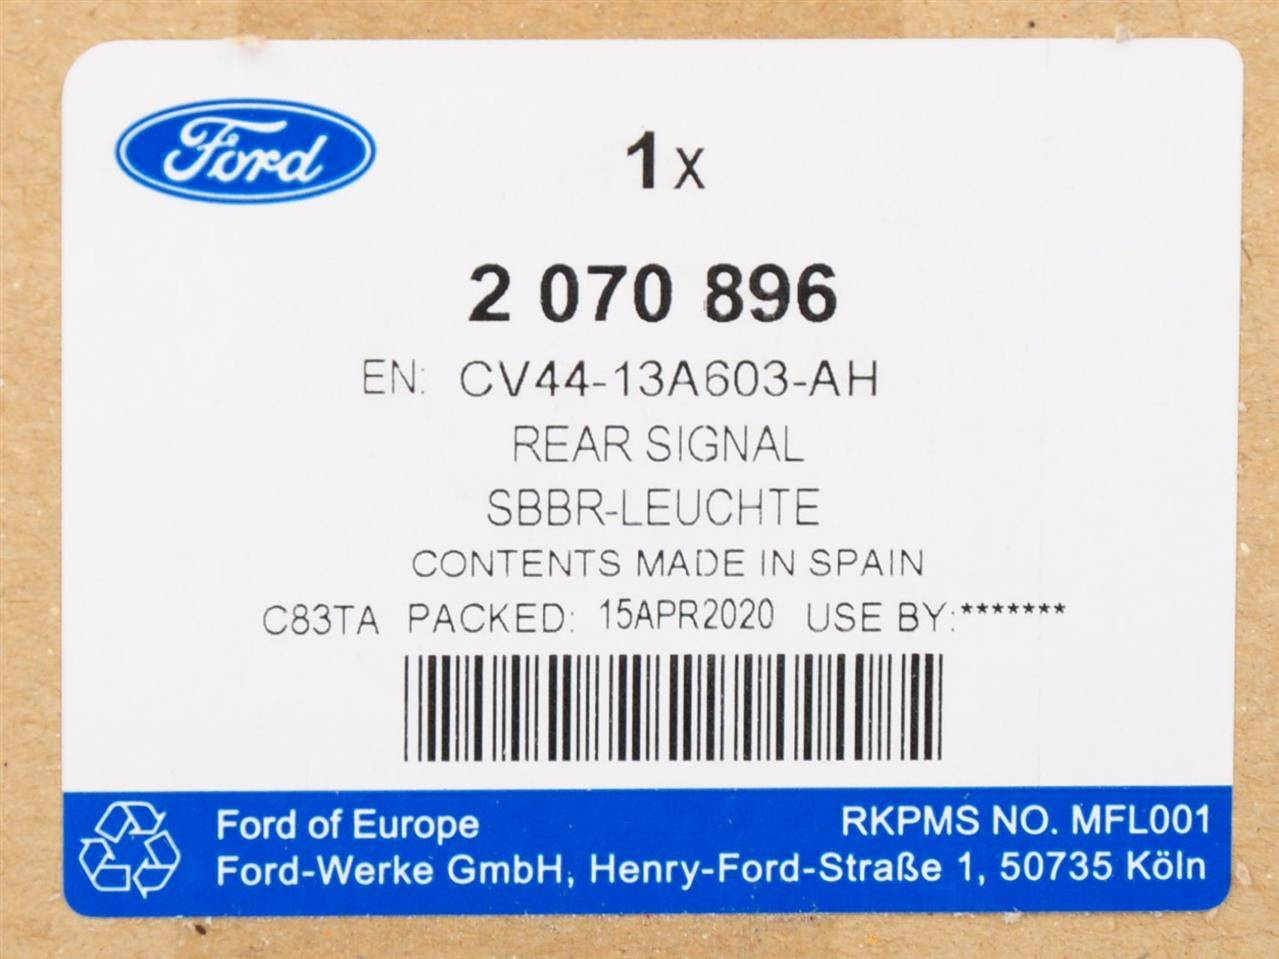 Ford
1x
2 070 896
EN: CV44-13A603-AH
REAR SIGNAL
SBBR-LEUCHTE
CONTENTS MADE IN SPAIN
C83TA PACKED: 15APR2020 USE BY:*******
Ford of Europe
RKPMS NO. MFL001
Ford-Werke GmbH, Henry-Ford-Straße 1, 50735 Köln